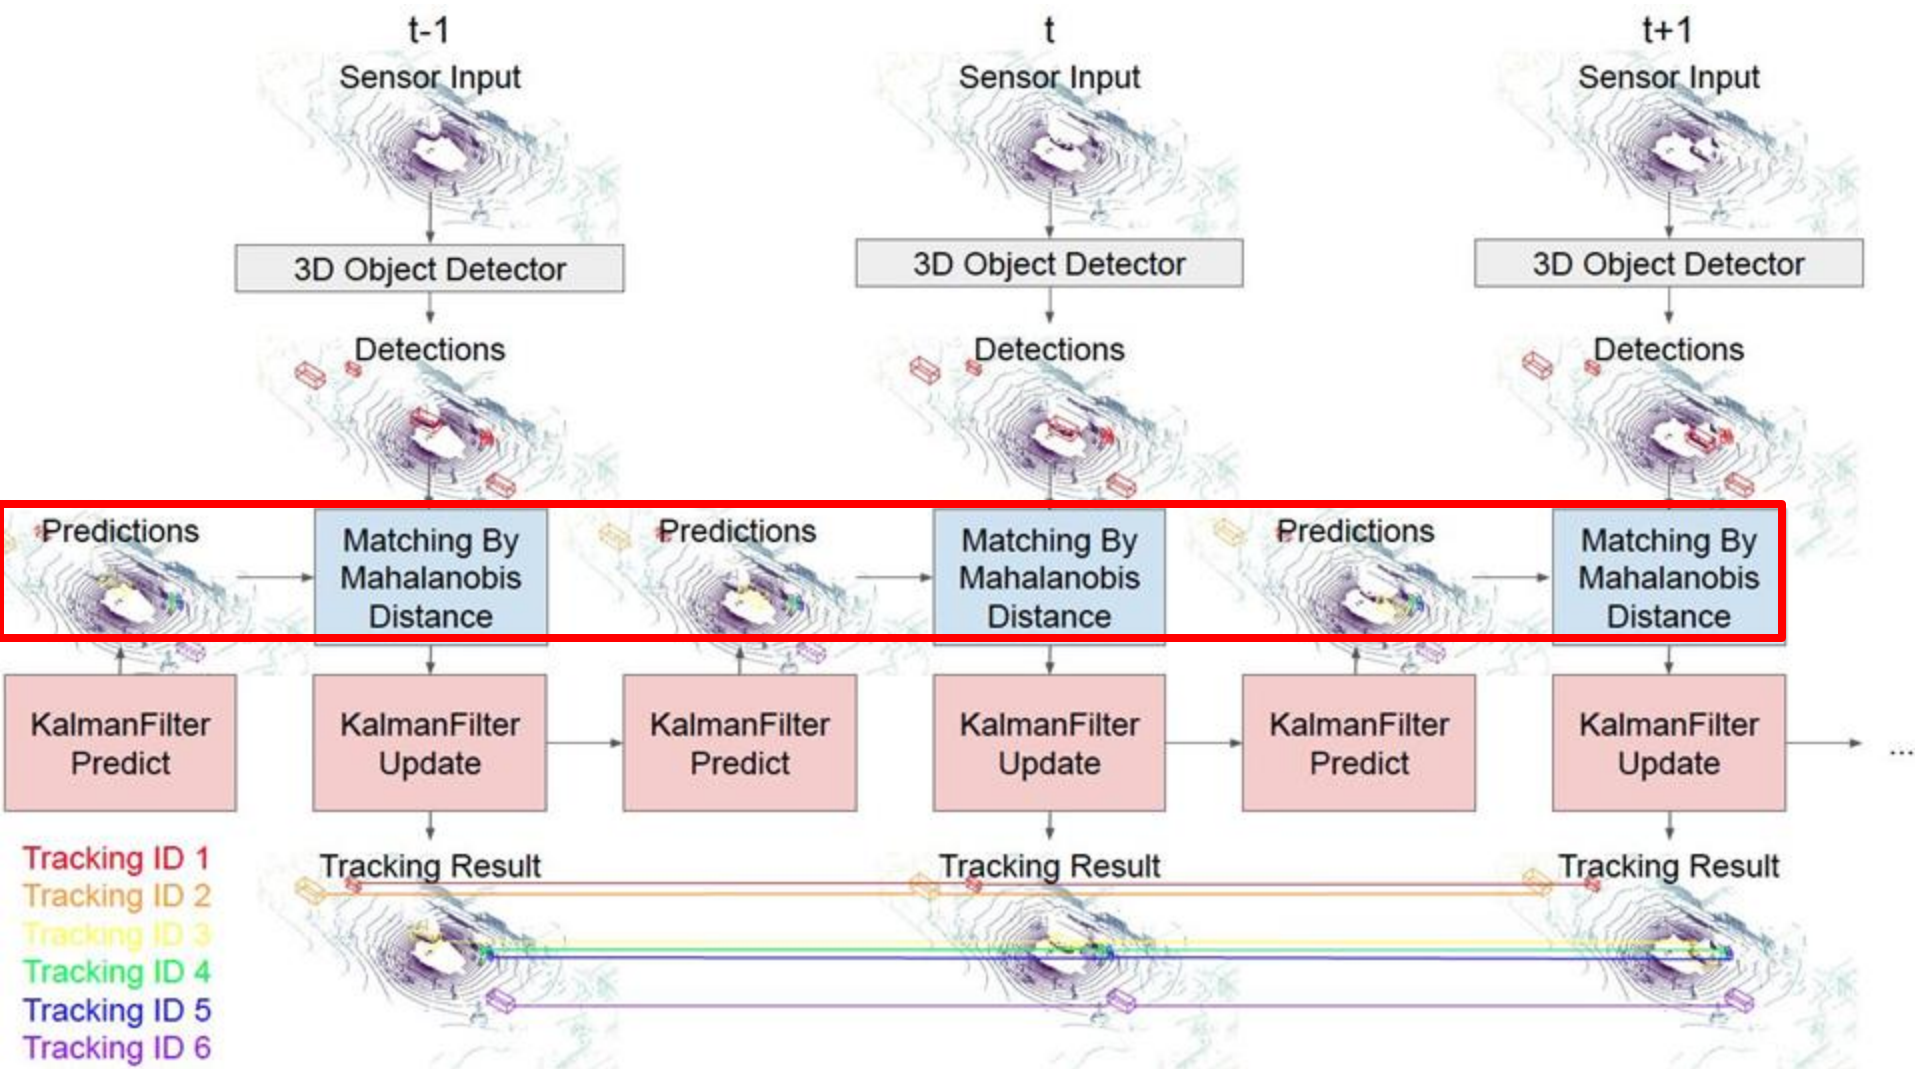 t-1
t
t+1
Sensor Input
Sensor Input
Sensor Input
3D Object Detector
3D Object Detector
3D Object Detector
Detections
Detections
Detections
Predictions
Matching By
Mahalanobis
Distance
Predictions
Matching By
Mahalanobis
Distance
Predictions
Matching By
Mahalanobis
Distance
KalmanFilter
Predict
KalmanFilter
Update
KalmanFilter
Predict
KalmanFilter
Update
KalmanFilter
Predict
KalmanFilter
Update
...
Tracking ID 1
Tracking ID 2
Tracking ID 3
Tracking ID 4
Tracking ID 5
Tracking ID 6
Tracking Result
Tracking Result
Tracking Result